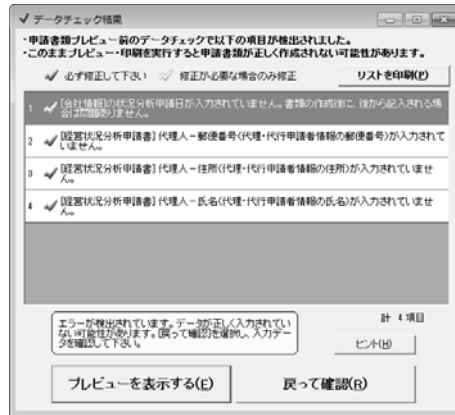 データチェック結果
・申請書類プレビュー前のデータチェックで以下の項目が検出されました。
・このままプレビュー・印刷を実行すると申請書類が正しく作成されない可能性があります。
必ず修正して下さい 修正が必要な場合のみ修正 リストを印刷(P)
1 [会社情報]の状況分析申請日が入力されていません。書類の作成後に、後から記入される場
合は問題ありません。
2 [経営状況分析申請書]代理人-郵便番号(代理・代行申請者情報の郵便番号)が入力されて
いません。
3 [経営状況分析申請書]代理人-住所(代理・代行申請者情報の住所)が入力されていませ
ん。
4 [経営状況分析申請書]代理人-氏名(代理・代行申請者情報の氏名)が入力されていませ
ん。
計 4 項目
エラーが検出されています。データが正しく入力されてい
ない可能性があります。[戻って確認]を選択し、入力デー
タを確認して下さい。
ヒント(H)
プレビューを表示する(E) 戻って確認(R)